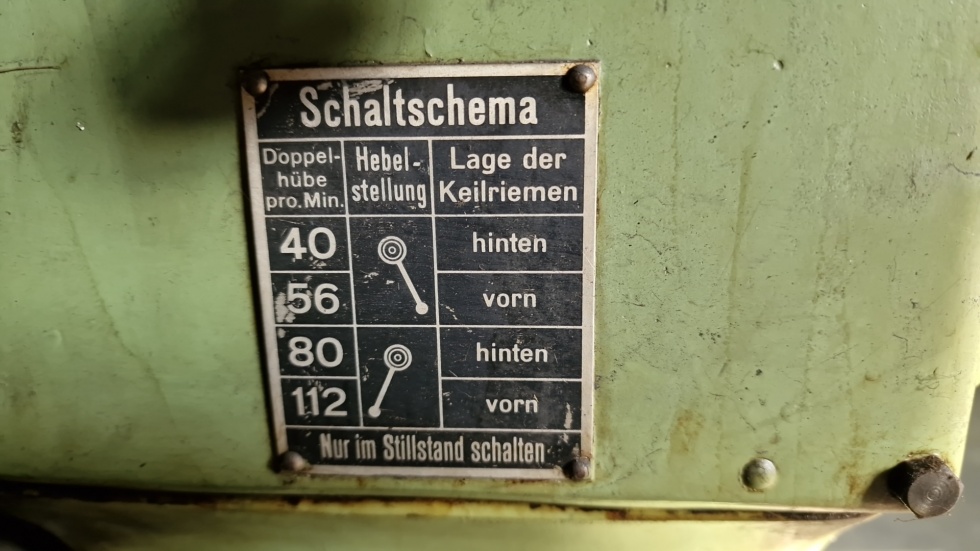 Schaltschema
Doppel-
hübe
pro.Min.
Hebel-
stellung
Lage der
Keilriemen
40
hinten
56
vorn
80
hinten
112
vorn
Nur im Stillstand schalten